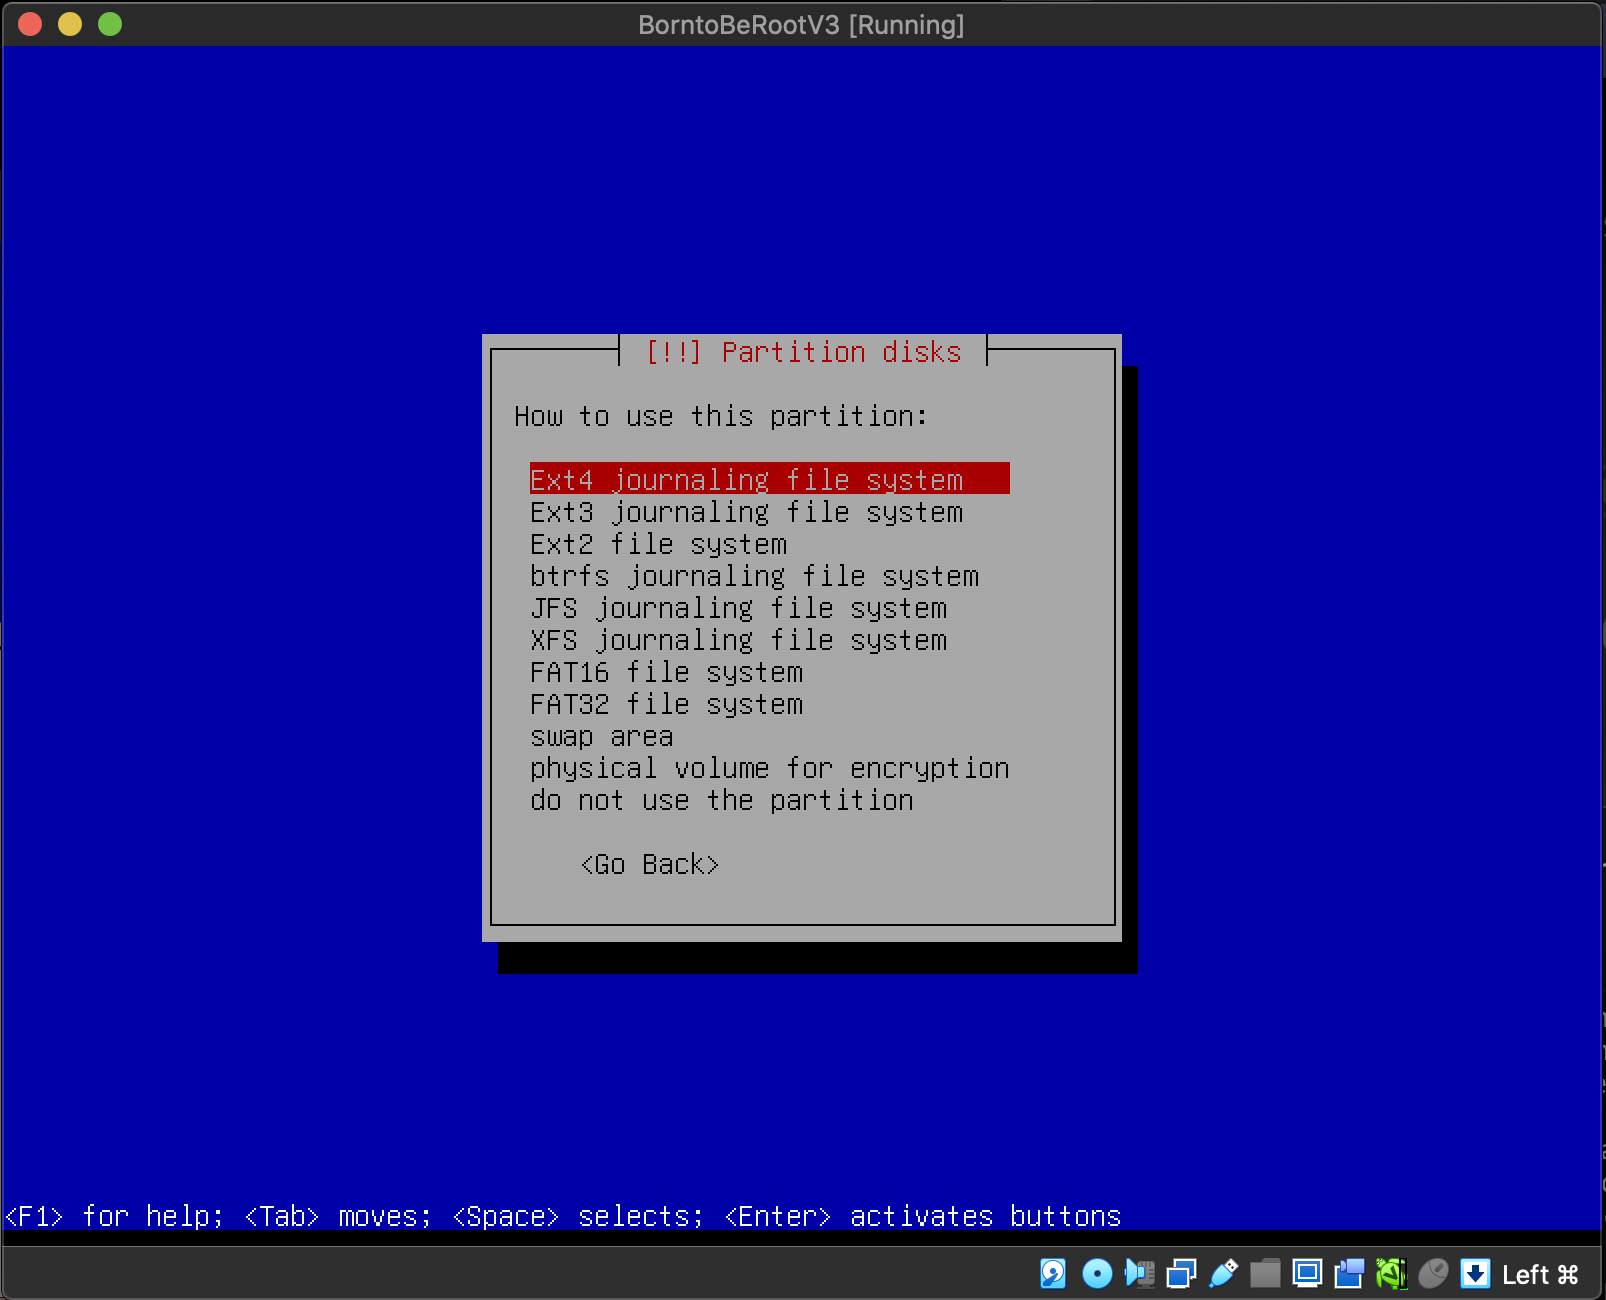 BorntoBeRootV3 [Running]
[!!] Partition disks
How to use this partition:
Ext4 journaling file system
Ext3 journaling file system
Ext2 file system
btrfs journaling file system
JFS journaling file system
XFS journaling file system
FAT16 file system
FAT32 file system
swap area
physical volume for encryption
do not use the partition
<Go Back>
<F1> for help; <Tab> moves; <Space> selects; <Enter> activates buttons
Left ⌘